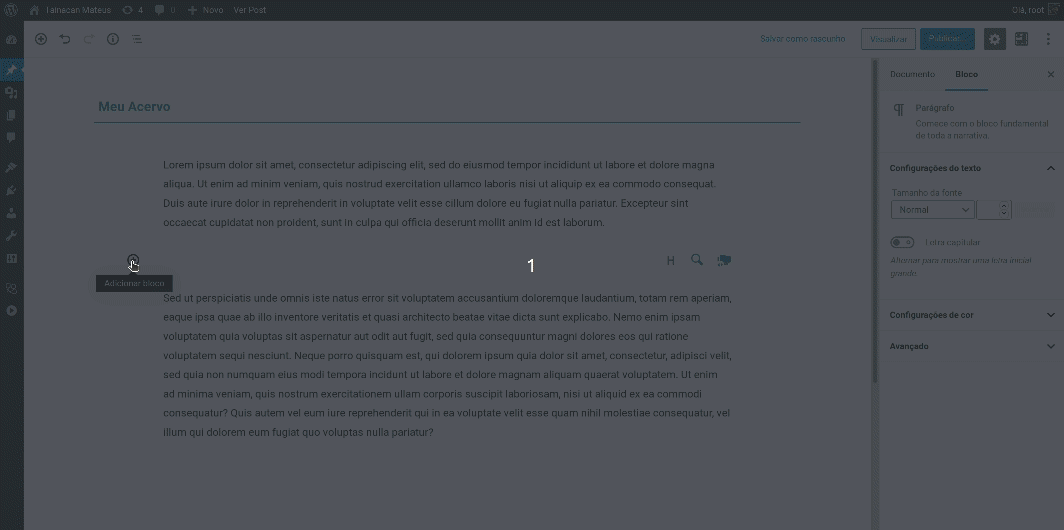 Tainacan Mateus
4
0
Novo
Ver Post
Olá, root
Salvar como rascunho
Visualizar
Publicar...
Documento
Bloco
Meu Acervo
Parágrafo
Comece com o bloco fundamental
de toda a narrativa.
Lorem ipsum dolor sit amet, consectetur adipiscing elit, sed do eiusmod tempor incididunt ut labore et dolore magna
aliqua. Ut enim ad minim veniam, quis nostrud exercitation ullamco laboris nisi ut aliquip ex ea commodo consequat.
Duis aute irure dolor in reprehenderit in voluptate velit esse cillum dolore eu fugiat nulla pariatur. Excepteur sint
occaecat cupidatat non proident, sunt in culpa qui officia deserunt mollit anim id est laborum.
Configurações do texto
Tamanho da fonte
Normal
Letra capitular
Alternar para mostrar uma letra inicial
grande.
1
H
Adicionar bloco
Sed ut perspiciatis unde omnis iste natus error sit voluptatem accusantium doloremque laudantium, totam rem aperiam,
eaque ipsa quae ab illo inventore veritatis et quasi architecto beatae vitae dicta sunt explicabo. Nemo enim ipsam
voluptatem quia voluptas sit aspernatur aut odit aut fugit, sed quia consequuntur magni dolores eos qui ratione
voluptatem sequi nesciunt. Neque porro quisquam est, qui dolorem ipsum quia dolor sit amet, consectetur, adipisci velit,
sed quia non numquam eius modi tempora incidunt ut labore et dolore magnam aliquam quaerat voluptatem. Ut enim
ad minima veniam, quis nostrum exercitationem ullam corporis suscipit laboriosam, nisi ut aliquid ex ea commodi
consequatur? Quis autem vel eum iure reprehenderit qui in ea voluptate velit esse quam nihil molestiae consequatur, vel
illum qui dolorem eum fugiat quo voluptas nulla pariatur?
Configurações de cor
Avançado